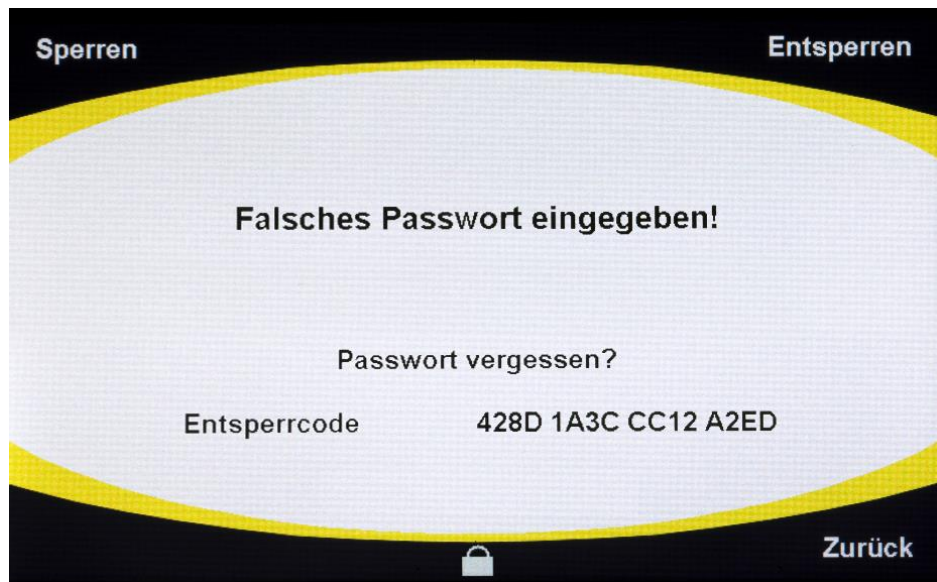 Sperren
Entsperren
Falsches Passwort eingegeben!
Passwort vergessen?
Entsperrcode 428D 1A3C CC12 A2ED
Zurück